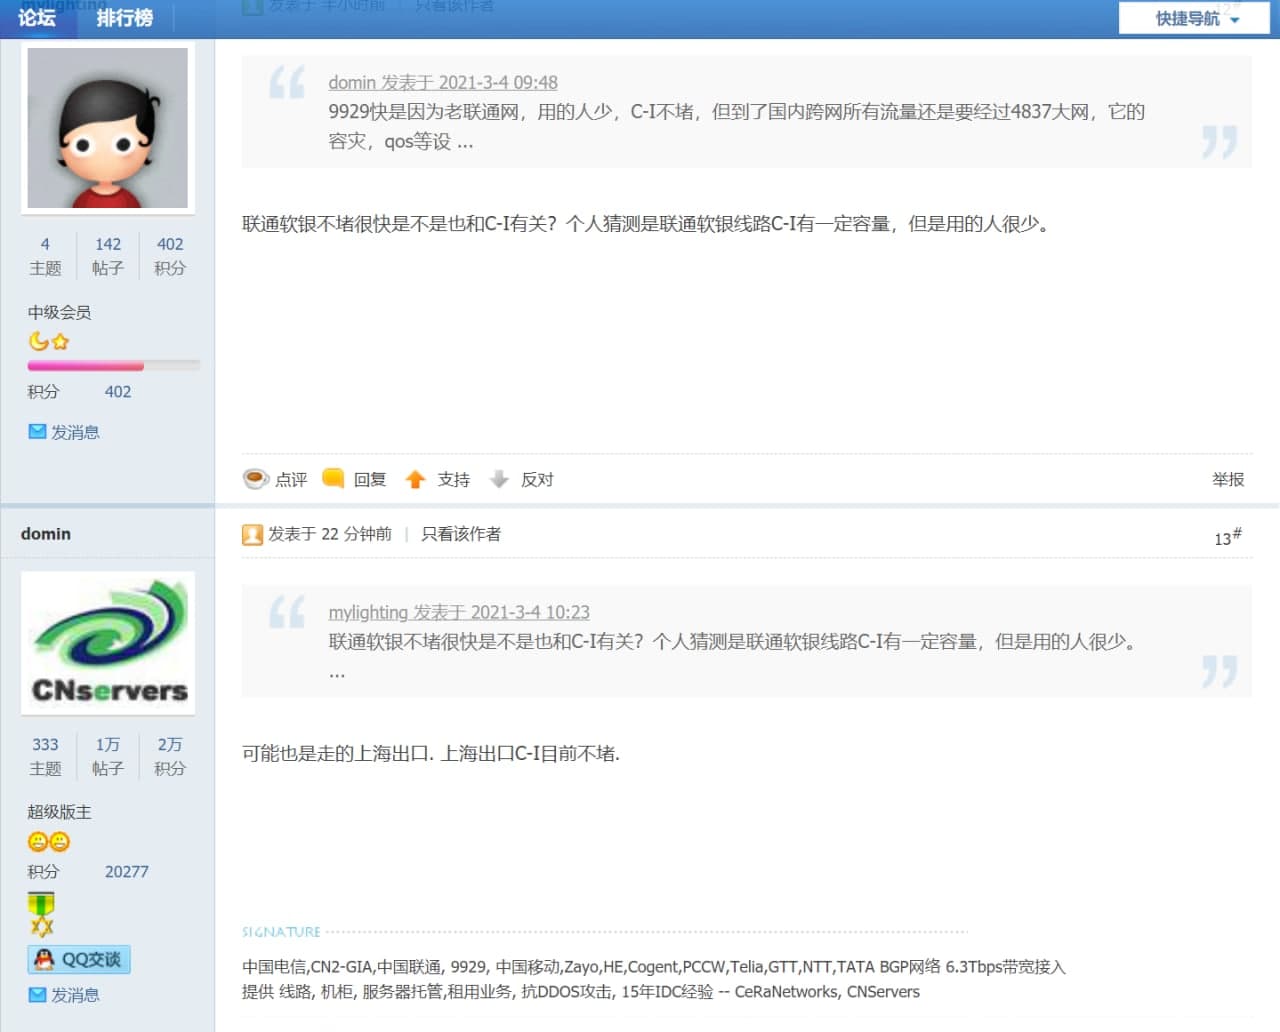 mylighting
发表于 半小时前 | 只看该作者
12#
论坛 排行榜
快捷导航
domin 发表于 2021-3-4 09:48
9929快是因为老联通网，用的人少，C-I不堵，但到了国内跨网所有流量还是要经过4837大网，它的
容灾，qos等设 ...
联通软银不堵很快是不是也和C-I有关？个人猜测是联通软银线路C-I有一定容量，但是用的人很少。
4 142 402
主题 帖子 积分
中级会员
积分 402
发消息
点评 回复 支持 反对 举报
domin
发表于 22 分钟前 | 只看该作者 13#
mylighting 发表于 2021-3-4 10:23
联通软银不堵很快是不是也和C-I有关？个人猜测是联通软银线路C-I有一定容量，但是用的人很少。
...
CNservers
可能也是走的上海出口. 上海出口C-I目前不堵.
333 1万 2万
主题 帖子 积分
超级版主
积分 20277
QQ交谈
发消息
SIGNATURE
中国电信,CN2-GIA,中国联通, 9929, 中国移动,Zayo,HE,Cogent,PCCW,Telia,GTT,NTT,TATA BGP网络 6.3Tbps带宽接入
提供 线路, 机柜, 服务器托管,租用业务, 抗DDOS攻击, 15年IDC经验 -- CeRaNetworks, CNServers